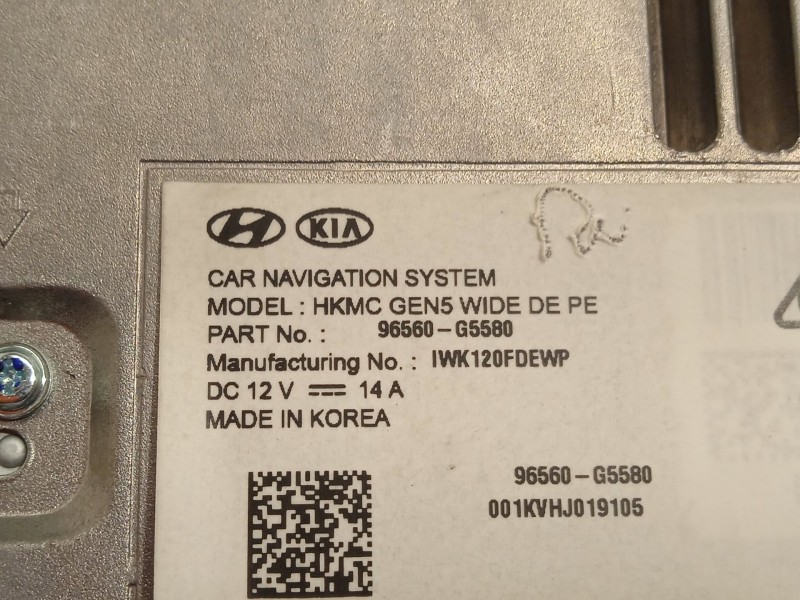 KIA
CAR NAVIGATION SYSTEM
MODEL : HKMC GEN5 WIDE DE PE
PART No. : 96560-G5580
Manufacturing No. : IWK120FDEWP
DC 12 V ⎓ 14 A
MADE IN KOREA
96560-G5580
001KVHJ019105